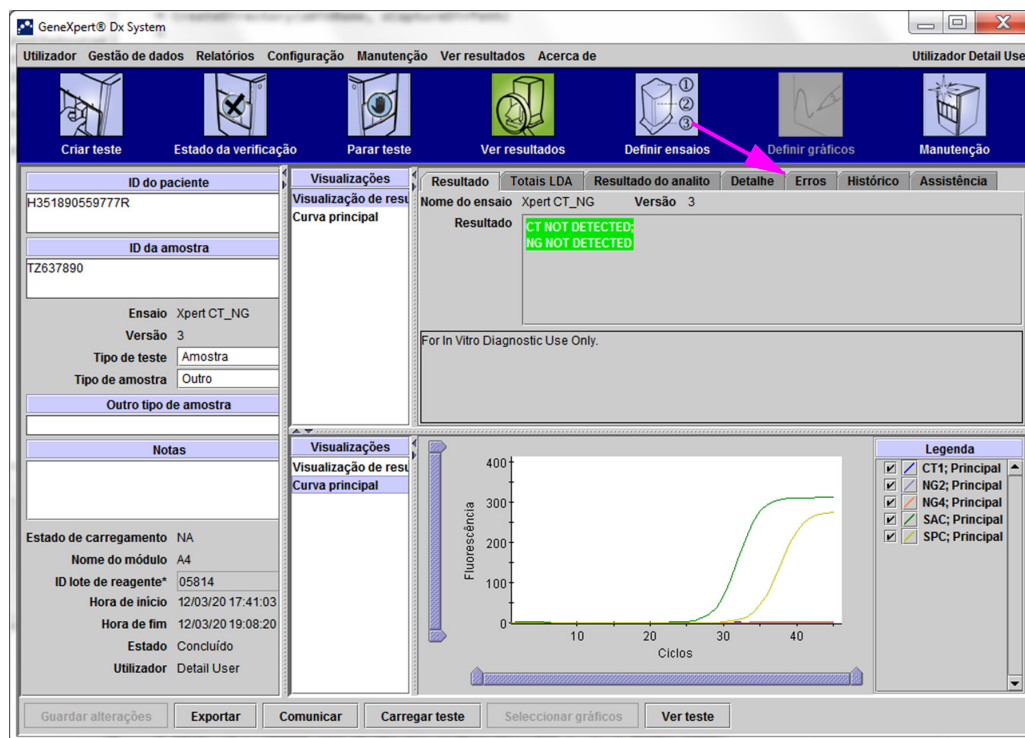 GeneXpert® Dx System
Utilizador Gestão de dados Relatórios Configuração Manutenção Ver resultados Acerca de Utilizador Detail Use
Criar teste Estado da verificação Parar teste Ver resultados Definir ensaios Definir gráficos Manutenção
ID do paciente
H351890559777R
ID da amostra
TZ637890
Ensaio Xpert CT_NG
Versão 3
Tipo de teste Amostra
Tipo de amostra Outro
Outro tipo de amostra
Notas
Estado de carregamento NA
Nome do módulo A4
ID lote de reagente* 05814
Hora de início 12/03/20 17:41:03
Hora de fim 12/03/20 19:08:20
Estado Concluído
Utilizador Detail User
Visualizações
Visualização de resu
Curva principal
Resultado Totais LDA Resultado do analito Detalhe Erros Histórico Assistência
Nome do ensaio Xpert CT_NG Versão 3
Resultado CT NOT DETECTED;
NG NOT DETECTED
For In Vitro Diagnostic Use Only.
Visualizações
Visualização de resu
Curva principal
Fluorescência
400
300
200
100
0
10 20 30 40
Ciclos
Legenda
CT1; Principal
NG2; Principal
NG4; Principal
SAC; Principal
SPC; Principal
Guardar alterações Exportar Comunicar Carregar teste Seleccionar gráficos Ver teste